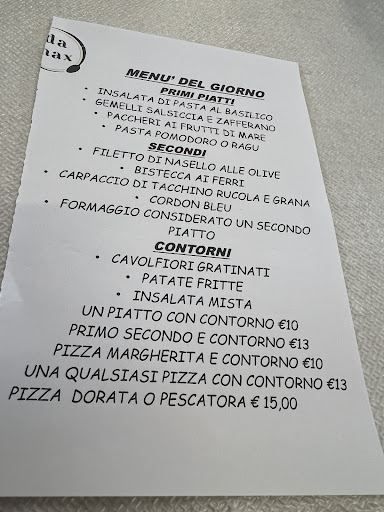 da
max
MENU' DEL GIORNO
PRIMI PIATTI
• INSALATA DI PASTA AL BASILICO
• GEMELLI SALSICCIA E ZAFFERANO
• PACCHERI AI FRUTTI DI MARE
• PASTA POMODORO O RAGU
SECONDI
• FILETTO DI NASELLO ALLE OLIVE
• BISTECCA AI FERRI
• CARPACCIO DI TACCHINO RUCOLA E GRANA
• CORDON BLEU
• FORMAGGIO CONSIDERATO UN SECONDO
PIATTO
CONTORNI
• CAVOLFIORI GRATINATI
• PATATE FRITTE
• INSALATA MISTA
UN PIATTO CON CONTORNO €10
PRIMO SECONDO E CONTORNO €13
PIZZA MARGHERITA E CONTORNO €10
UNA QUALSIASI PIZZA CON CONTORNO €13
PIZZA DORATA O PESCATORA € 15,00